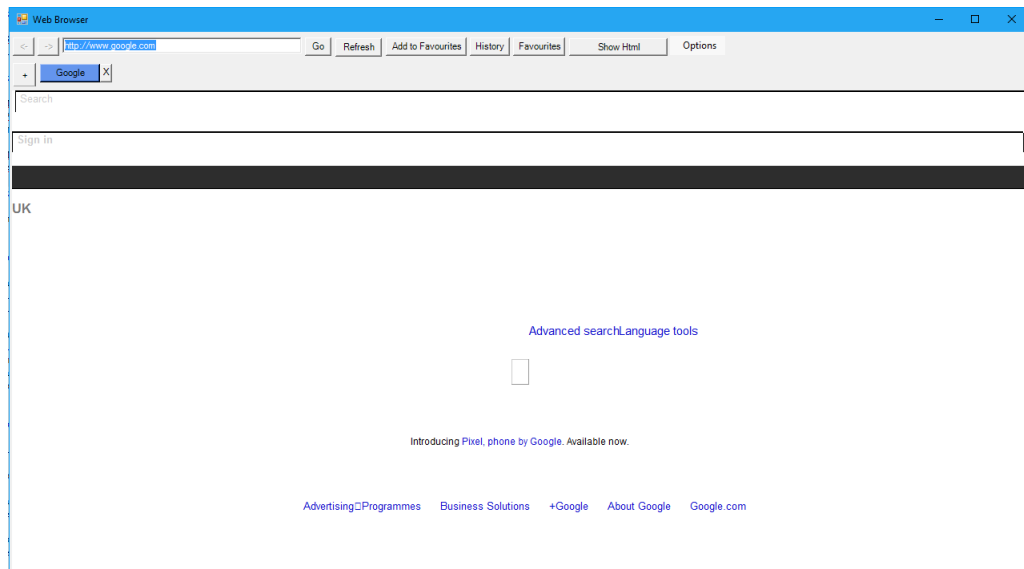 Web Browser
<- -> http://www.google.com Go Refresh Add to Favourites History Favourites Show Html Options
+ Google X
Search
Sign in
UK
Advanced searchLanguage tools
Introducing Pixel, phone by Google. Available now.
Advertising□Programmes Business Solutions +Google About Google Google.com